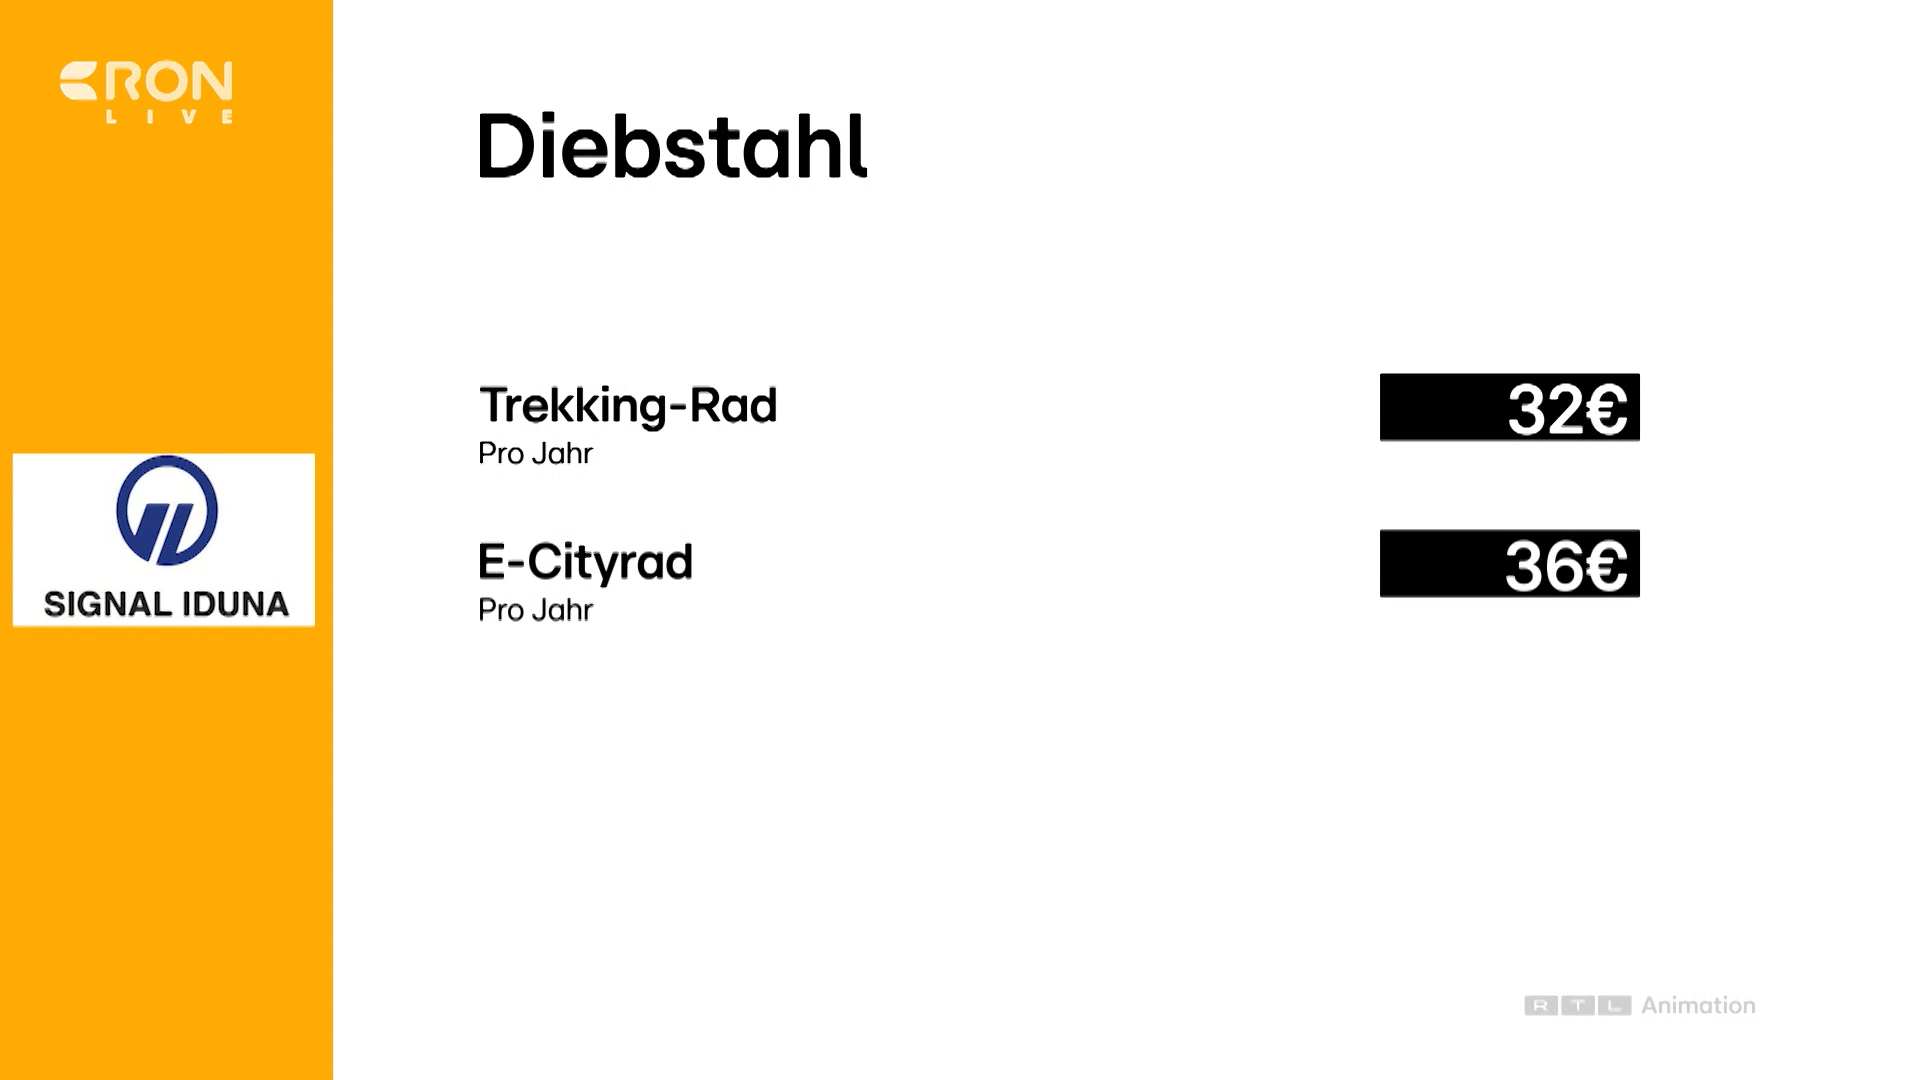 RON
LIVE
Diebstahl
Trekking-Rad
32€
Pro Jahr
E-Cityrad
36€
Pro Jahr
SIGNAL IDUNA
RTL Animation